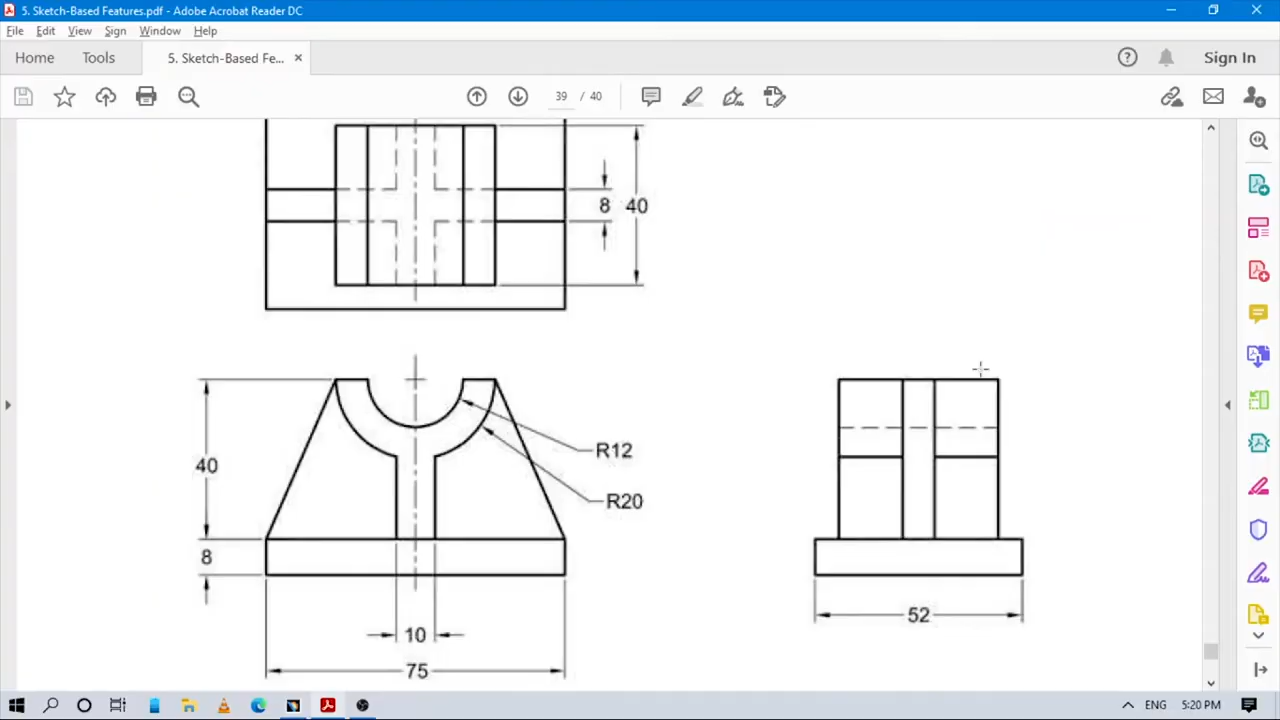 5. Sketch-Based Features.pdf - Adobe Acrobat Reader DC
File Edit View Sign Window Help
Home Tools 5. Sketch-Based Fe... × Sign In
39 / 40
8 40
40
R12
R20
8
52
10
75
ENG 5:20 PM